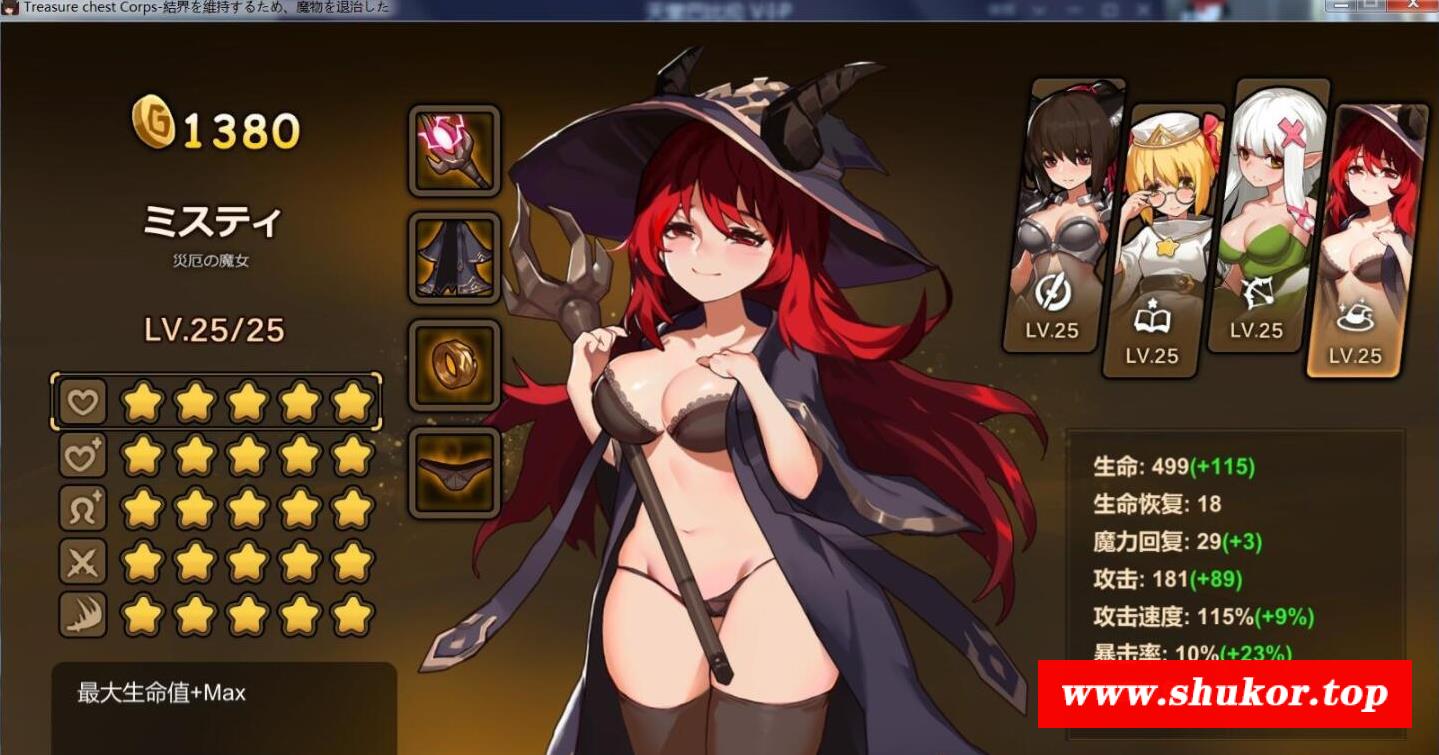 Treasure chest Corps-結界を維持するため、魔物を退治した
1380
ミスティ
災厄の魔女
LV.25/25
最大生命值+Max
LV.25
LV.25
LV.25
LV.25
生命: 499(+115)
生命恢复: 18
魔力回复: 29(+3)
攻击: 181(+89)
攻击速度: 115%(+9%)
暴击率: 10%(+23%)
www.shukor.top